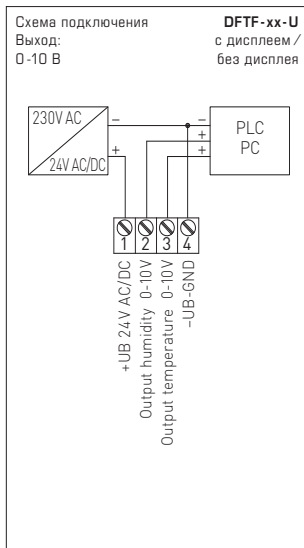 Схема подключения
Выход:
0-10 В
DFTF-xx-U
с дисплеем /
без дисплея
230V AC
24V AC/DC
–
+
–
+
+
PLC
PC
1 2 3 4
+UB 24V AC/DC
Output humidity 0-10V
Output temperature 0-10V
–UB-GND